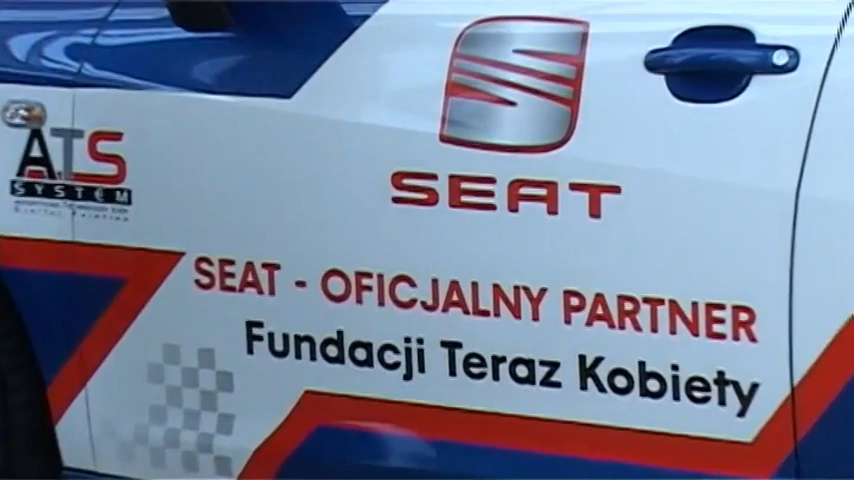 SEAT
ATS
SYSTEM
SEAT - OFICJALNY PARTNER
Fundacji Teraz Kobiety